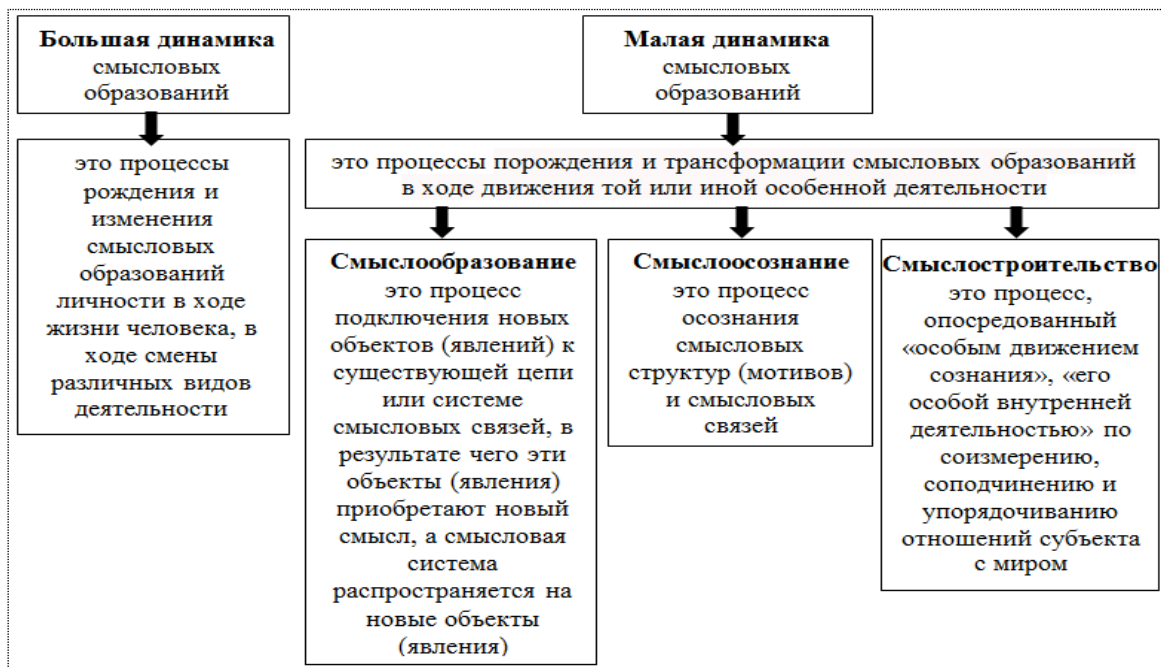 Большая динамика
смысловых
образований
Малая динамика
смысловых
образований
это процессы
рождения и
изменения
смысловых
образований
личности в ходе
жизни человека, в
ходе смены
различных видов
деятельности
это процессы порождения и трансформации смысловых образований
в ходе движения той или иной особенной деятельности
Смыслообразование
это процесс
подключения новых
объектов (явлений) к
существующей цепи
или системе
смысловых связей, в
результате чего эти
объекты (явления)
приобретают новый
смысл, а смысловая
система
распространяется на
новые объекты
(явления)
Смыслоосознание
это процесс
осознания
смысловых
структур (мотивов)
и смысловых
связей
Смыслостроительство
это процесс,
опосредованный
«особым движением
сознания», «его
особой внутренней
деятельностью» по
соизмерению,
соподчинению и
упорядочиванию
отношений субъекта
с миром